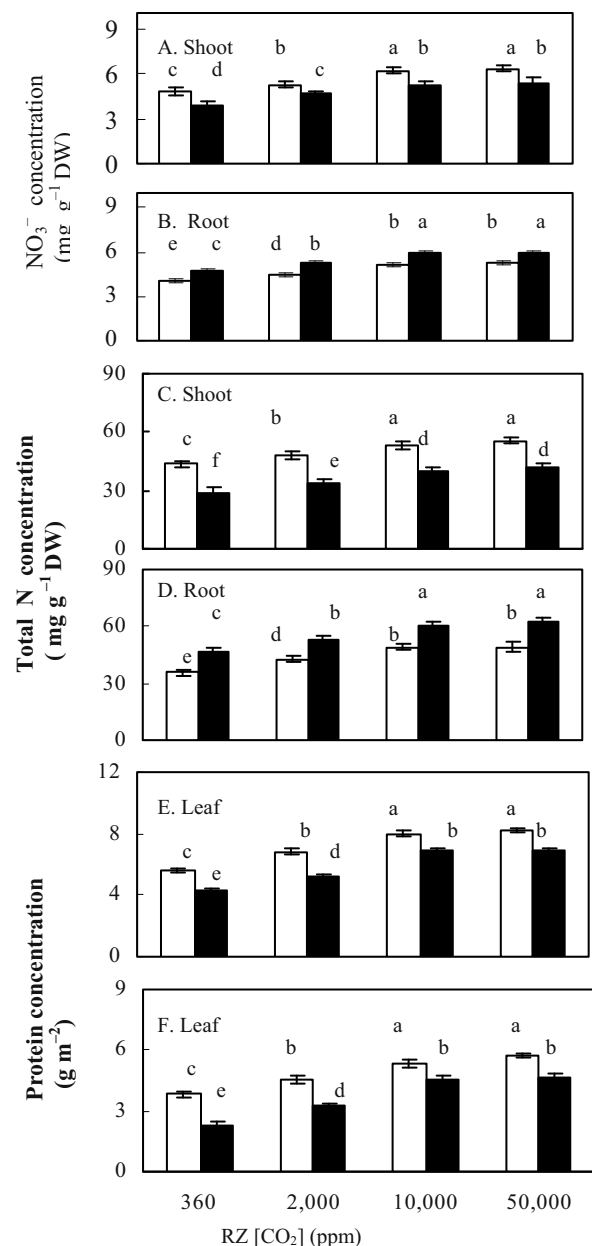 NO₃⁻ concentration
(mg g⁻¹ DW)
9
6
3
0
A. Shoot
c d b c a b a b
6
3
0
B. Root
e c d b b a b a
Total N concentration
( mg g⁻¹ DW)
90
60
30
0
C. Shoot
c f b e a d a d
90
60
30
0
D. Root
e c d b b a b a
Protein concentration
(g m⁻²)
12
8
4
0
E. Leaf
c e b d a b a b
9
6
3
0
F. Leaf
c e b d a b a b
360 2,000 10,000 50,000
RZ [CO₂] (ppm)